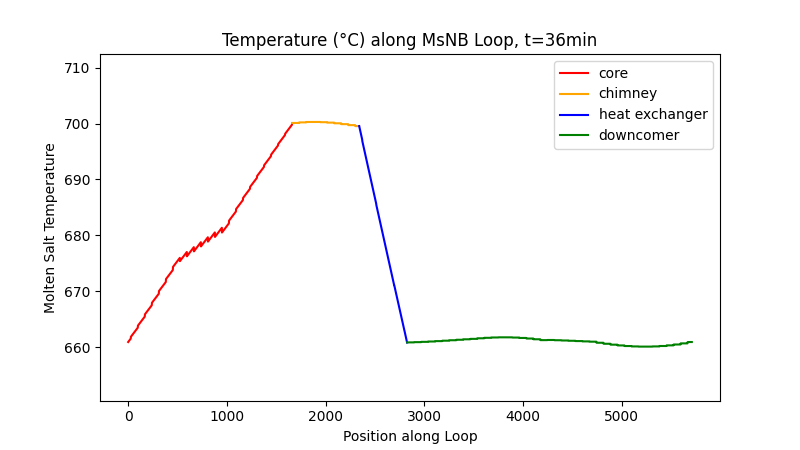 Temperature (°C) along MsNB Loop, t=36min
core
chimney
heat exchanger
downcomer
Molten Salt Temperature
710
700
690
680
670
660
0 1000 2000 3000 4000 5000
Position along Loop